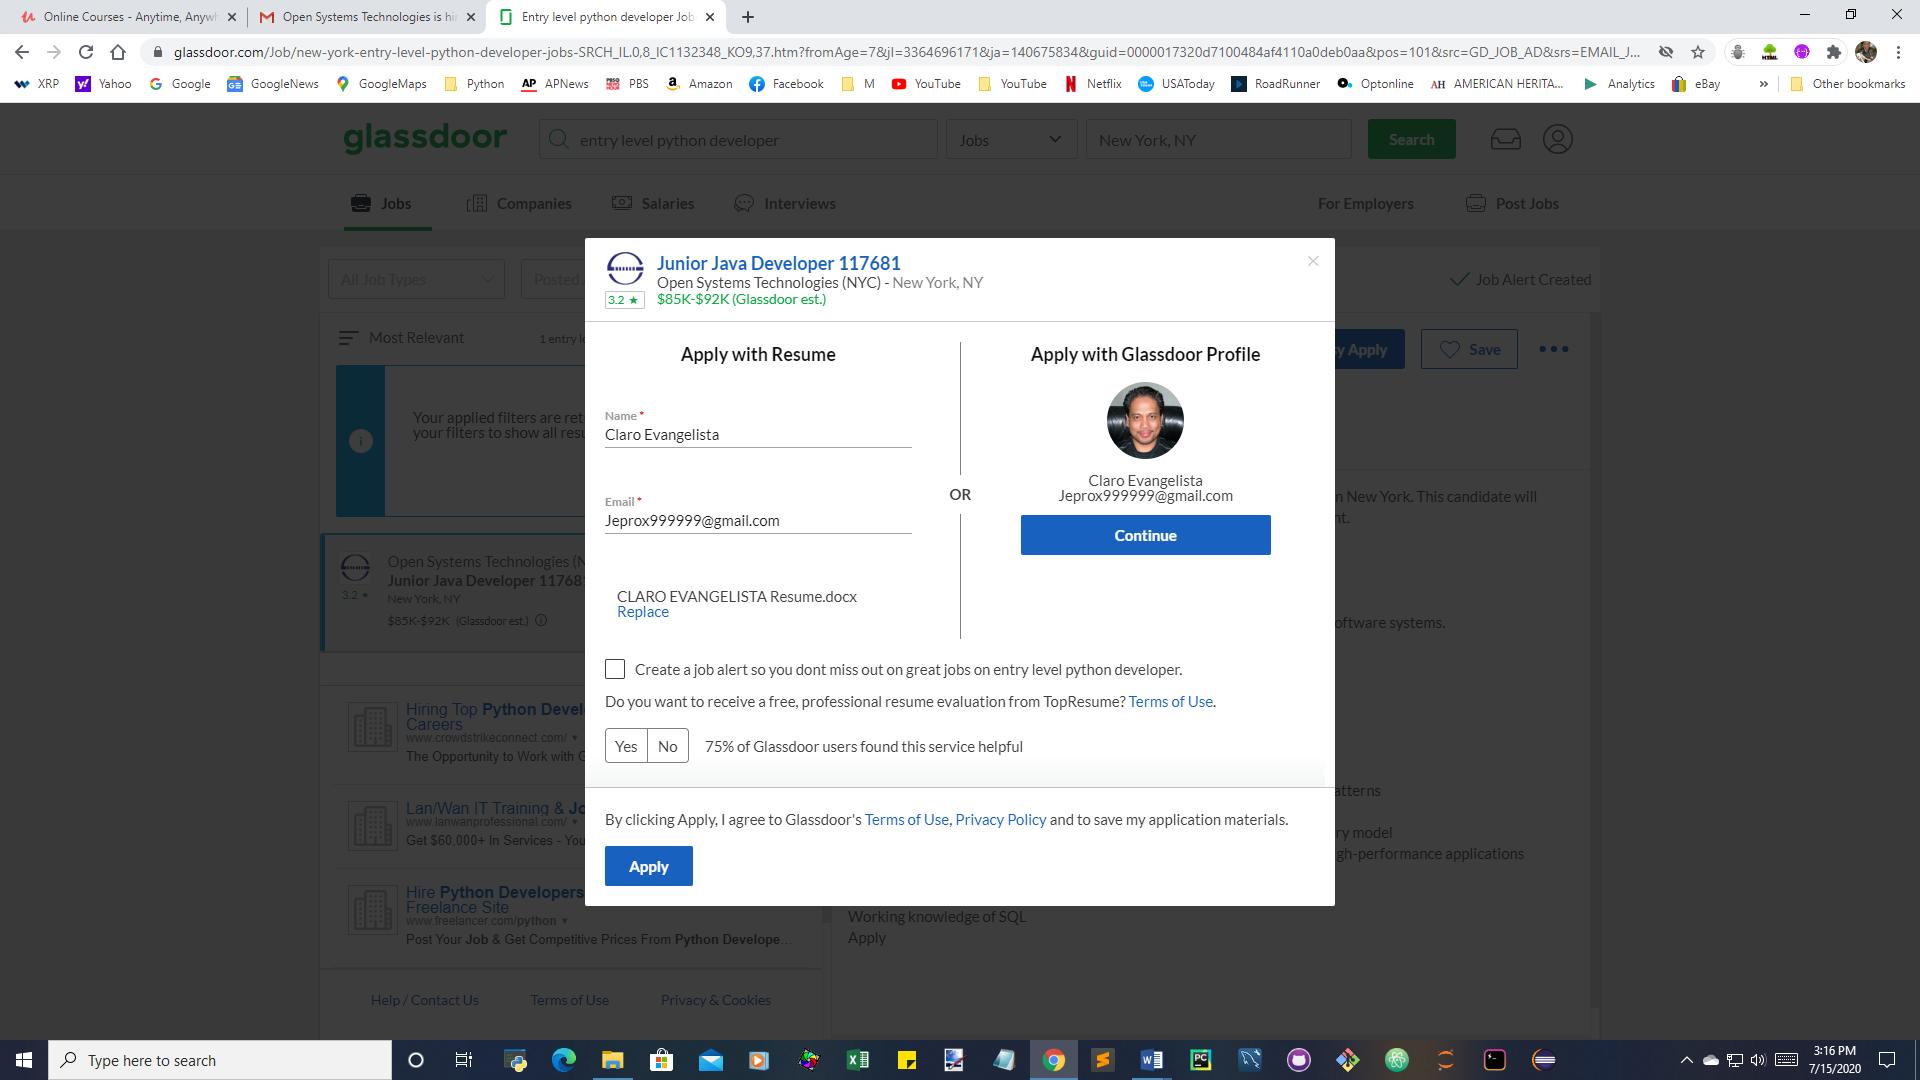 Online Courses - Anytime, Anywh
Open Systems Technologies is hi
Entry level python developer Job
glassdoor.com/Job/new-york-entry-level-python-developer-jobs-SRCH_IL.0,8_IC1132348_KO9,37.htm?fromAge=7&jl=3364696171&ja=140675834&guid=0000017320d7100484af4110a0deb0aa&pos=101&src=GD_JOB_AD&srs=EMAIL_J...
XRP Yahoo Google GoogleNews GoogleMaps Python APNews PBS Amazon Facebook M YouTube YouTube Netflix USAToday RoadRunner Optonline AMERICAN HERITA... Analytics eBay » Other bookmarks
glassdoor
entry level python developer
Jobs
New York, NY
Search
Jobs Companies Salaries Interviews For Employers Post Jobs
All Job Types
Posted
Job Alert Created
Most Relevant
1 entry le
y Apply
Save
Your applied filters are ret
your filters to show all resu
n New York. This candidate will
nt.
Open Systems Technologies (N
Junior Java Developer 11768
New York, NY
3.2 ★
$85K-$92K (Glassdoor est.)
oftware systems.
Hiring Top Python Devel
Careers
www.crowdstrikeconnect.com/
The Opportunity to Work with G
Lan/Wan IT Training & Jo
www.lanwanprofessional.com/
Get $60,000+ In Services - You
Hire Python Developers
Freelance Site
www.freelancer.com/python
Post Your Job & Get Competitive Prices From Python Develope...
atterns
ry model
gh-performance applications
Working knowledge of SQL
Apply
Help / Contact Us Terms of Use Privacy & Cookies
Junior Java Developer 117681
Open Systems Technologies (NYC) - New York, NY
3.2 ★
$85K-$92K (Glassdoor est.)
Apply with Resume
Name *
Claro Evangelista
Email *
Jeprox999999@gmail.com
CLARO EVANGELISTA Resume.docx
Replace
OR
Apply with Glassdoor Profile
Claro Evangelista
Jeprox999999@gmail.com
Continue
Create a job alert so you dont miss out on great jobs on entry level python developer.
Do you want to receive a free, professional resume evaluation from TopResume? Terms of Use.
Yes No 75% of Glassdoor users found this service helpful
By clicking Apply, I agree to Glassdoor's Terms of Use, Privacy Policy and to save my application materials.
Apply
Type here to search
3:16 PM
7/15/2020